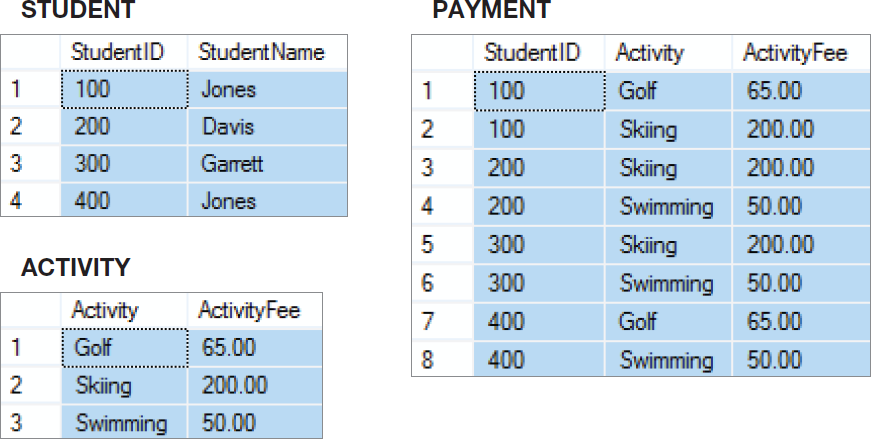 STUDENT
StudentID StudentName
1 100 Jones
2 200 Davis
3 300 Garrett
4 400 Jones
ACTIVITY
Activity ActivityFee
1 Golf 65.00
2 Skiing 200.00
3 Swimming 50.00
PAYMENT
StudentID Activity ActivityFee
1 100 Golf 65.00
2 100 Skiing 200.00
3 200 Skiing 200.00
4 200 Swimming 50.00
5 300 Skiing 200.00
6 300 Swimming 50.00
7 400 Golf 65.00
8 400 Swimming 50.00